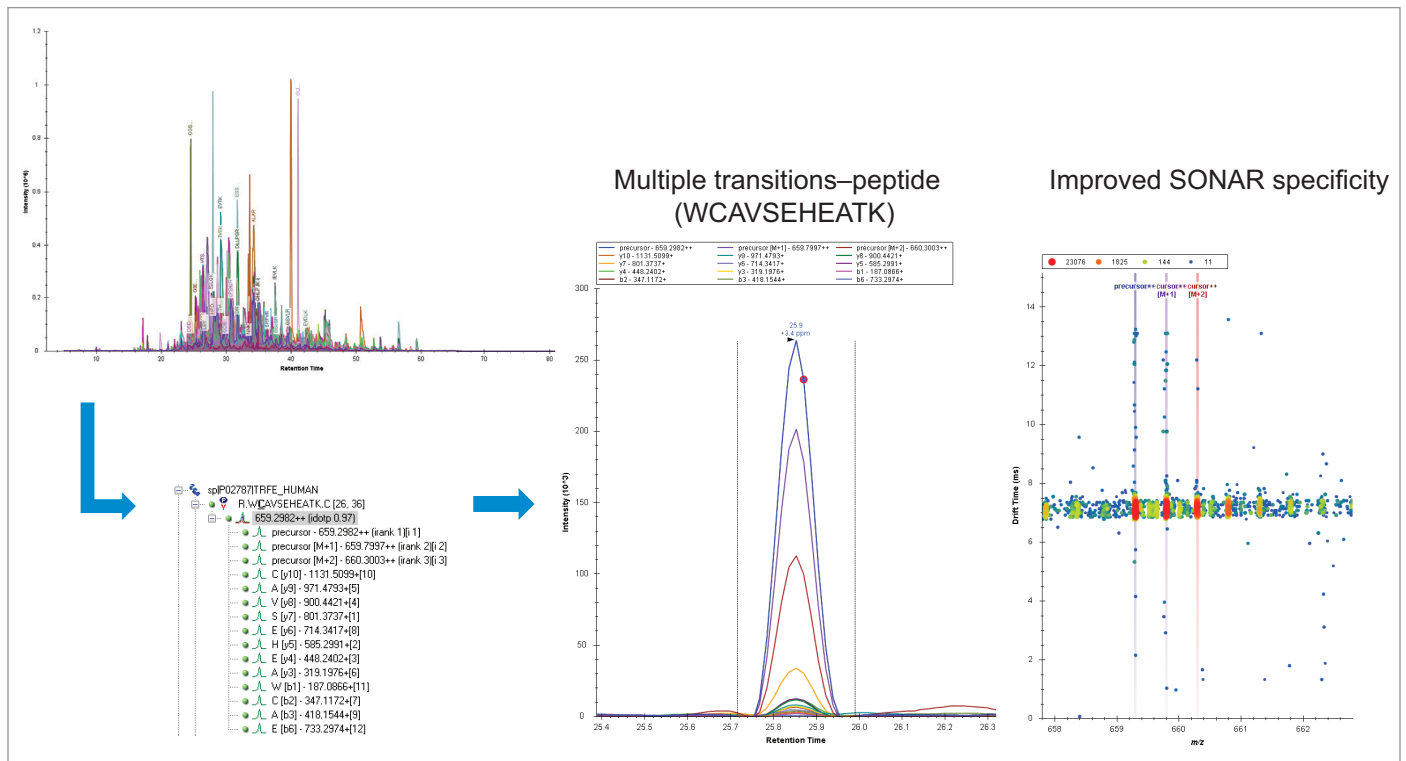 1.2
1
0.8
0.6
0.4
0.2
0
Intensity (10^6)
10 20 30 40 50 60 70 80
Retention Time
EVTK
ALAR
sp|P02787|TRFE_HUMAN
R.WCAVSEHEATK.C [26, 36]
659.2982++ (idotp 0.97)
precursor - 659.2982++ (irank 1)[i 1]
precursor [M+1] - 659.7997++ (irank 2)[i 2]
precursor [M+2] - 660.3003++ (irank 3)[i 3]
C [y10] - 1131.5099+[10]
A [y9] - 971.4793+[5]
V [y8] - 900.4421+[4]
S [y7] - 801.3737+[1]
E [y6] - 714.3417+[8]
H [y5] - 585.2991+[2]
E [y4] - 448.2402+[3]
A [y3] - 319.1976+[6]
W [b1] - 187.0866+[11]
C [b2] - 347.1172+[7]
A [b3] - 418.1544+[9]
E [b6] - 733.2974+[12]
Multiple transitions–peptide
(WCAVSEHEATK)
precursor - 659.2982++ precursor [M+1] - 659.7997++ precursor [M+2] - 660.3003++
y10 - 1131.5099+ y9 - 971.4793+ y8 - 900.4421+
y7 - 801.3737+ y6 - 714.3417+ y5 - 585.2991+
y4 - 448.2402+ y3 - 319.1976+ b1 - 187.0866+
b2 - 347.1172+ b3 - 418.1544+ b6 - 733.2974+
300
250
200
150
100
50
0
Intensity (10^3)
25.9
+3.4 ppm
25.4 25.5 25.6 25.7 25.8 25.9 26.0 26.1 26.2 26.3
Retention Time
Improved SONAR specificity
23076 1825 144 11
precursor++
[M+1] [M+2]
14
12
10
8
6
4
2
0
Drift Time (ms)
658 659 660 661 662
m/z